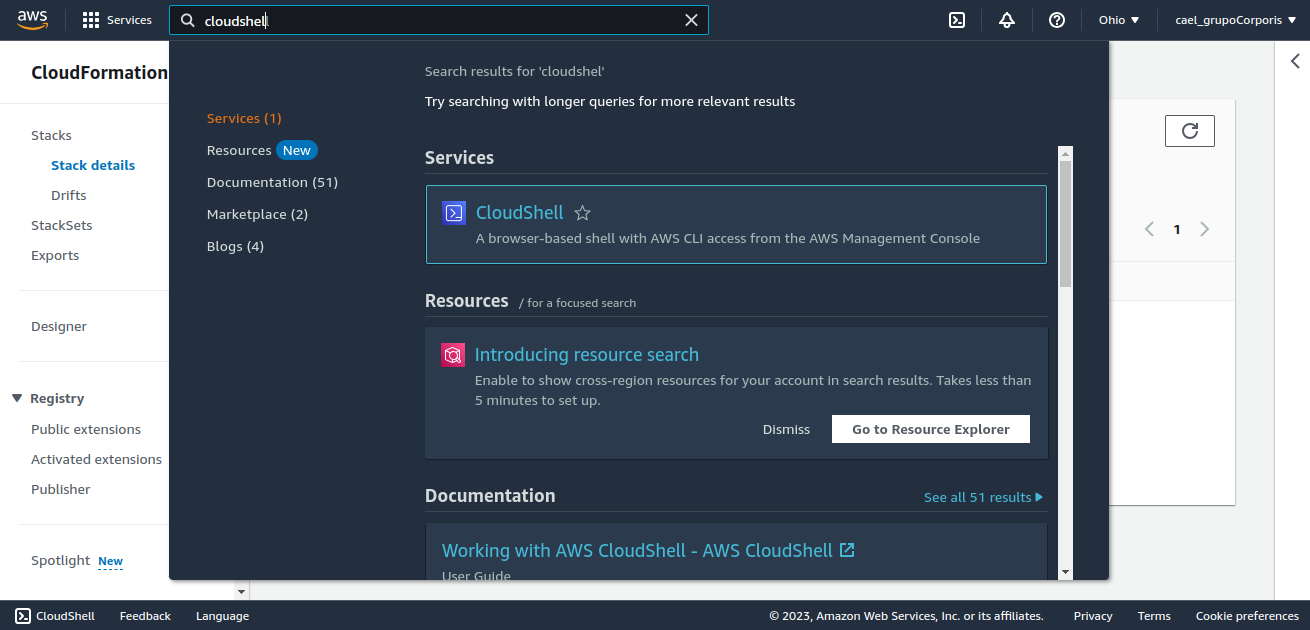 aws Services cloudshell Ohio cael_grupoCorporis
CloudFormation
Stacks
Stack details
Drifts
StackSets
Exports
Designer
Registry
Public extensions
Activated extensions
Publisher
Spotlight New
Search results for 'cloudshel'
Try searching with longer queries for more relevant results
Services (1)
Resources New
Documentation (51)
Marketplace (2)
Blogs (4)
Services
CloudShell
A browser-based shell with AWS CLI access from the AWS Management Console
Resources / for a focused search
Introducing resource search
Enable to show cross-region resources for your account in search results. Takes less than
5 minutes to set up.
Dismiss Go to Resource Explorer
Documentation See all 51 results
Working with AWS CloudShell - AWS CloudShell
User Guide
1
CloudShell Feedback Language © 2023, Amazon Web Services, Inc. or its affiliates. Privacy Terms Cookie preferences